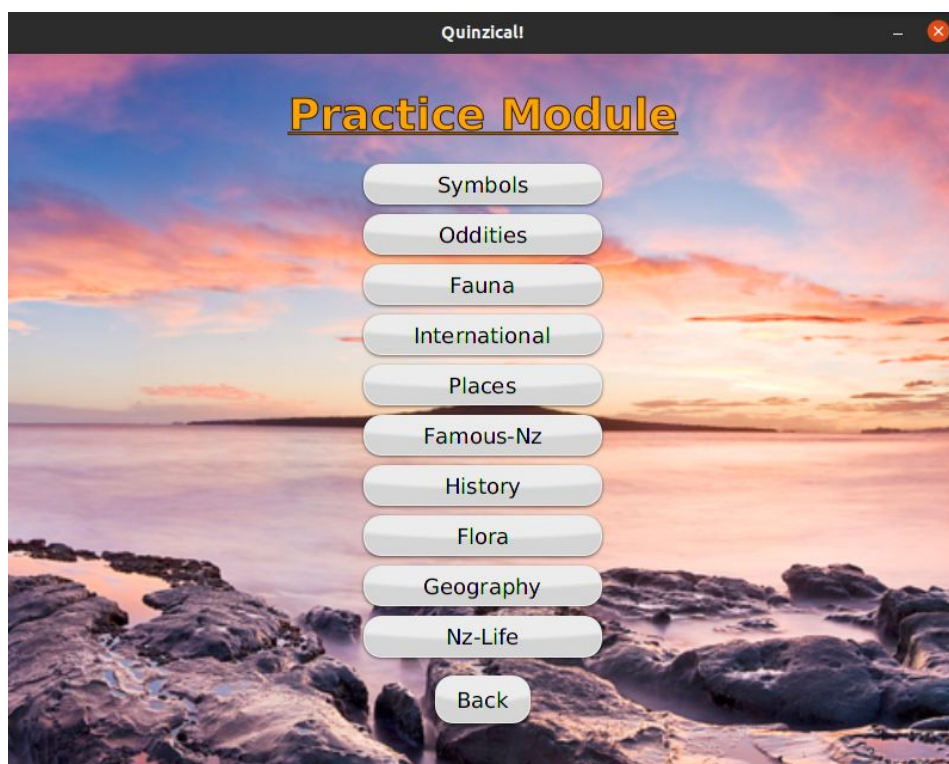 Quinzical!
Practice Module
Symbols
Oddities
Fauna
International
Places
Famous-Nz
History
Flora
Geography
Nz-Life
Back